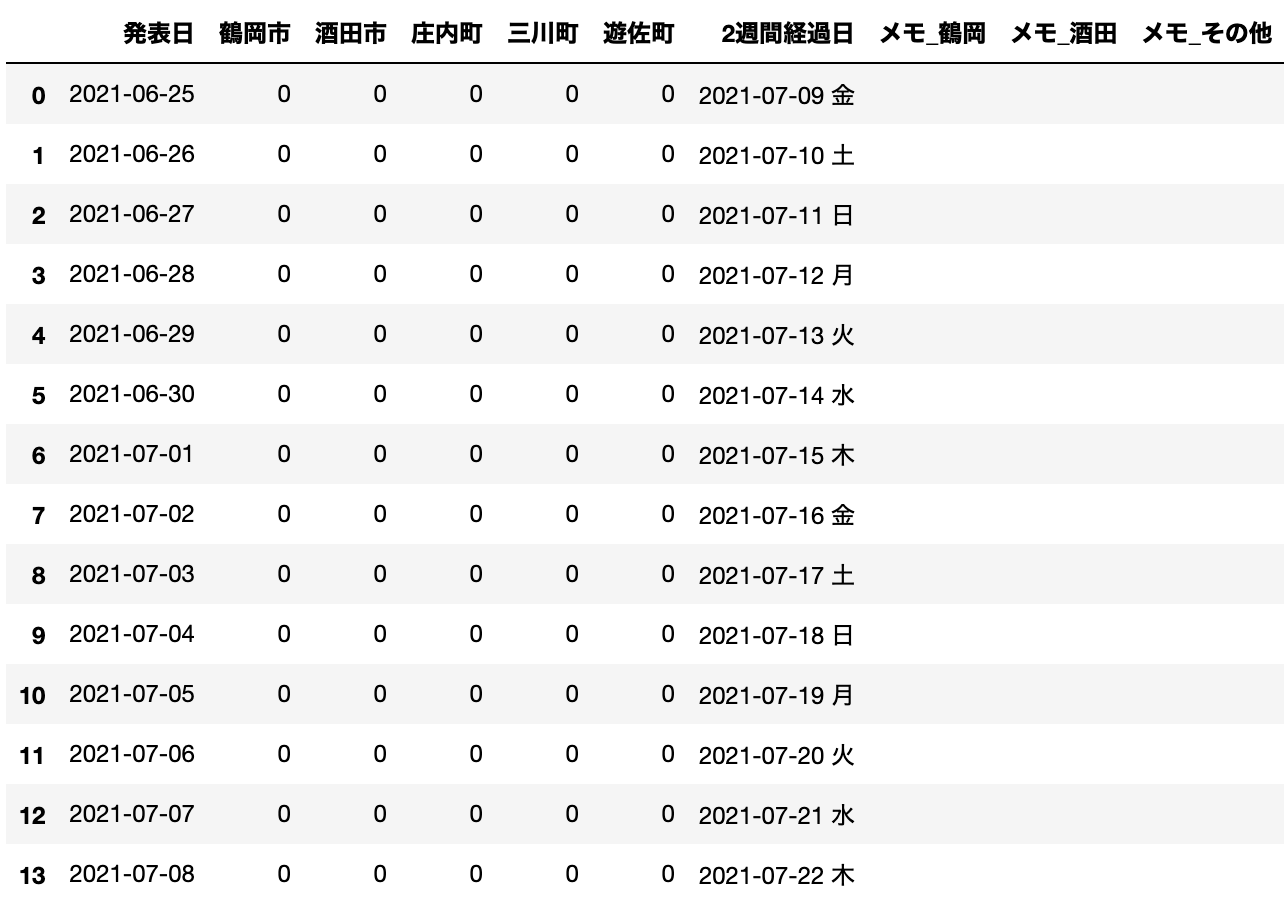 発表日 鶴岡市 酒田市 庄内町 三川町 遊佐町 2週間経過日 メモ_鶴岡 メモ_酒田 メモ_その他
0 2021-06-25 0 0 0 0 0 2021-07-09 金
1 2021-06-26 0 0 0 0 0 2021-07-10 土
2 2021-06-27 0 0 0 0 0 2021-07-11 日
3 2021-06-28 0 0 0 0 0 2021-07-12 月
4 2021-06-29 0 0 0 0 0 2021-07-13 火
5 2021-06-30 0 0 0 0 0 2021-07-14 水
6 2021-07-01 0 0 0 0 0 2021-07-15 木
7 2021-07-02 0 0 0 0 0 2021-07-16 金
8 2021-07-03 0 0 0 0 0 2021-07-17 土
9 2021-07-04 0 0 0 0 0 2021-07-18 日
10 2021-07-05 0 0 0 0 0 2021-07-19 月
11 2021-07-06 0 0 0 0 0 2021-07-20 火
12 2021-07-07 0 0 0 0 0 2021-07-21 水
13 2021-07-08 0 0 0 0 0 2021-07-22 木